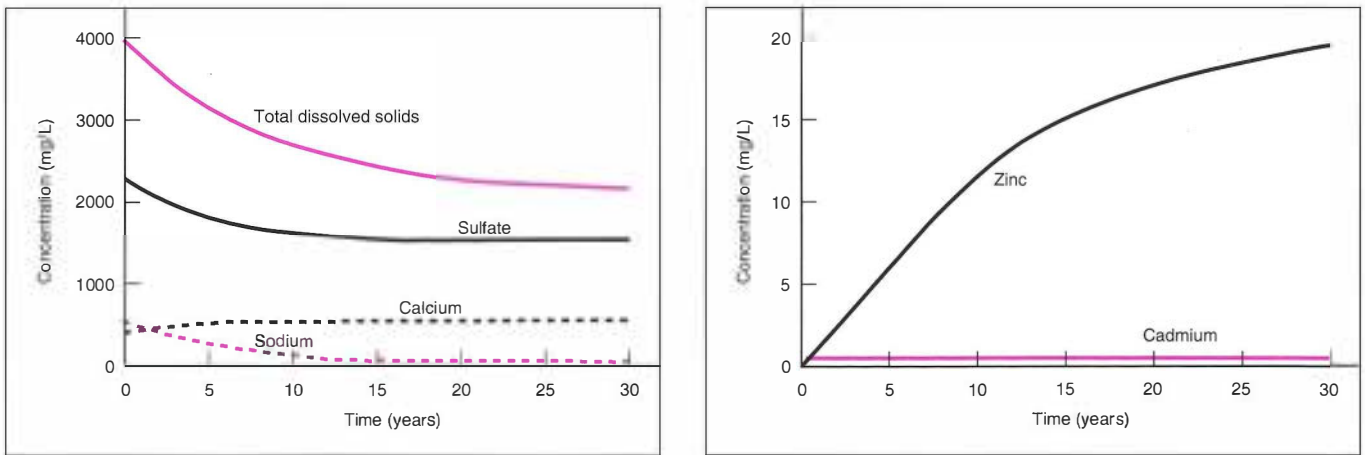 4000
3000
2000
1000
0
Concentration (mg/L)
Total dissolved solids
Sulfate
Calcium
Sodium
0 5 10 15 20 25 30
Time (years)
20
15
10
5
0
Concentration (mg/L)
Zinc
Cadmium
0 5 10 15 20 25 30
Time (years)